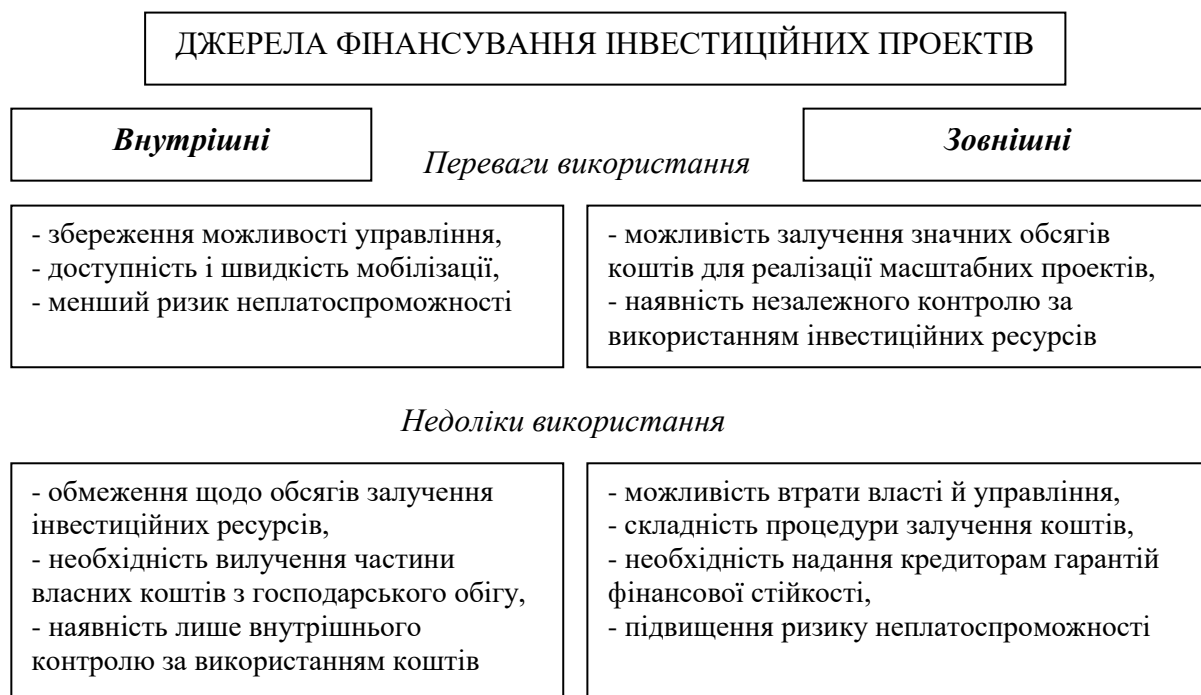 ДЖЕРЕЛА ФІНАНСУВАННЯ ІНВЕСТИЦІЙНИХ ПРОЕКТІВ
Внутрішні
Зовнішні
Переваги використання
- збереження можливості управління,
- доступність і швидкість мобілізації,
- менший ризик неплатоспроможності
- можливість залучення значних обсягів
коштів для реалізації масштабних проектів,
- наявність незалежного контролю за
використанням інвестиційних ресурсів
Недоліки використання
- обмеження щодо обсягів залучення
інвестиційних ресурсів,
- необхідність вилучення частини
власних коштів з господарського обігу,
- наявність лише внутрішнього
контролю за використанням коштів
- можливість втрати власті й управління,
- складність процедури залучення коштів,
- необхідність надання кредиторам гарантій
фінансової стійкості,
- підвищення ризику неплатоспроможності